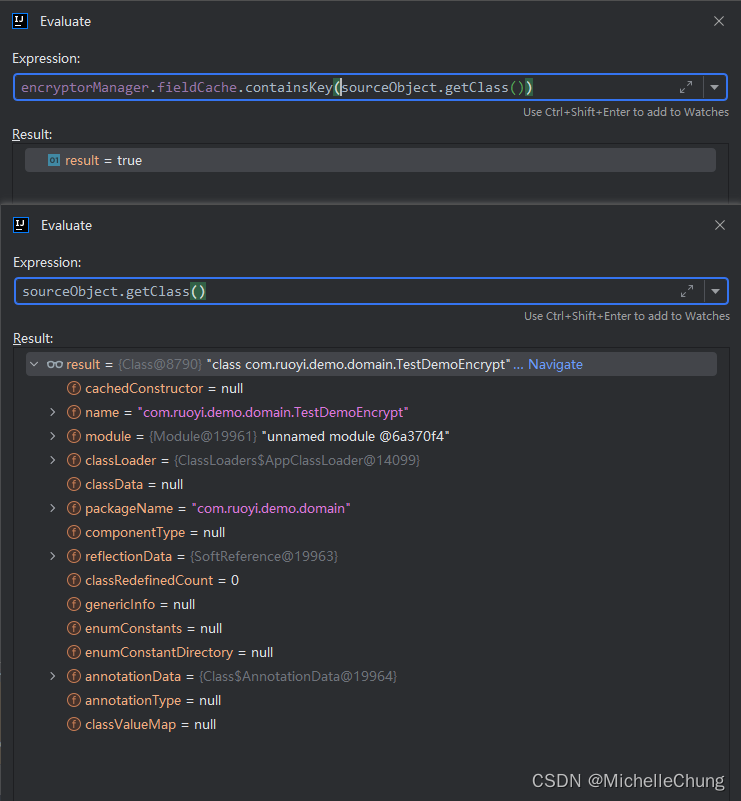 IJ Evaluate
Expression:
encryptorManager.fieldCache.containsKey(sourceObject.getClass())
Use Ctrl+Shift+Enter to add to Watches
Result:
01 result = true
IJ Evaluate
Expression:
sourceObject.getClass()
Use Ctrl+Shift+Enter to add to Watches
Result:
result = {Class@8790} "class com.ruoyi.demo.domain.TestDemoEncrypt"... Navigate
f cachedConstructor = null
f name = "com.ruoyi.demo.domain.TestDemoEncrypt"
f module = {Module@19961} "unnamed module @6a370f4"
f classLoader = {ClassLoaders$AppClassLoader@14099}
f classData = null
f packageName = "com.ruoyi.demo.domain"
f componentType = null
f reflectionData = {SoftReference@19963}
f classRedefinedCount = 0
f genericInfo = null
f enumConstants = null
f enumConstantDirectory = null
f annotationData = {Class$AnnotationData@19964}
f annotationType = null
f classValueMap = null
CSDN @MichelleChung